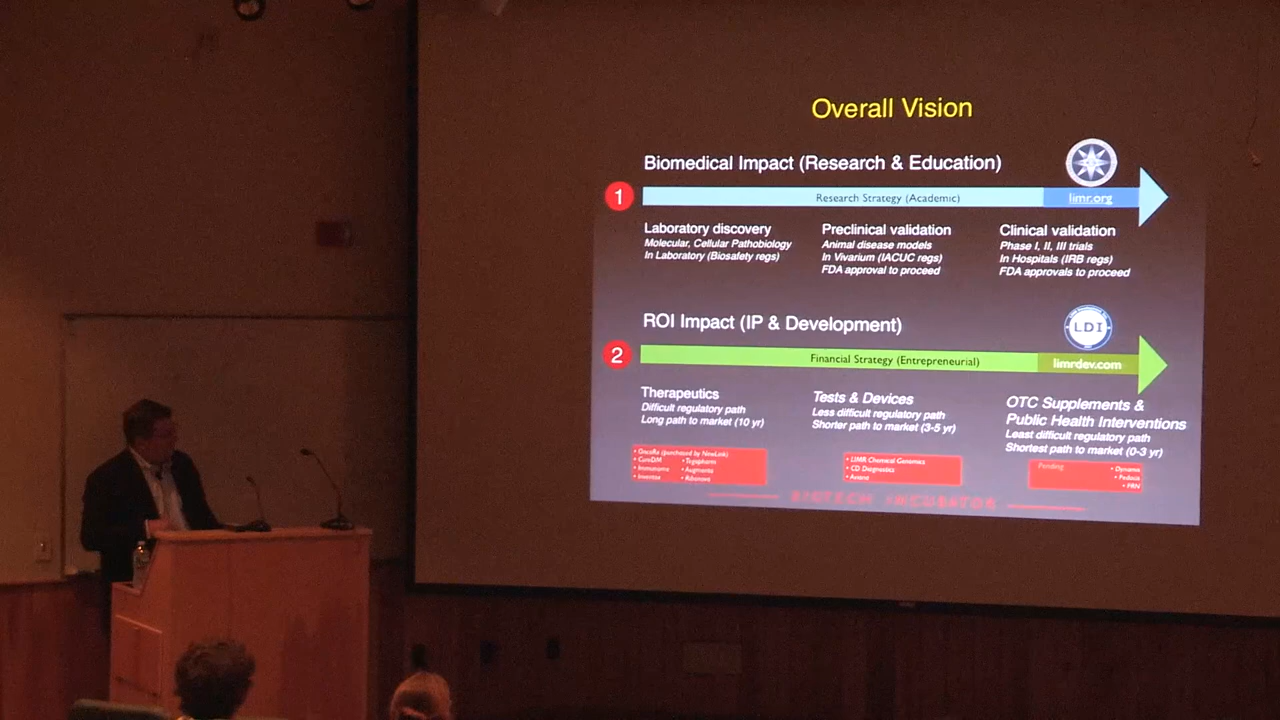 Overall Vision
Biomedical Impact (Research & Education)
1
Research Strategy (Academic)
limr.org
Laboratory discovery
Molecular, Cellular Pathobiology
In Laboratory (Biosafety regs)
Preclinical validation
Animal disease models
In Vivarium (IACUC regs)
FDA approval to proceed
Clinical validation
Phase I, II, III trials
In Hospitals (IRB regs)
FDA approvals to proceed
ROI Impact (IP & Development)
LDI
2
Financial Strategy (Entrepreneurial)
limrdev.com
Therapeutics
Difficult regulatory path
Long path to market (10 yr)
Tests & Devices
Less difficult regulatory path
Shorter path to market (3-5 yr)
OTC Supplements &
Public Health Interventions
Least difficult regulatory path
Shortest path to market (0-3 yr)
(purchased by NewLink)
• LIMR Chemical Genomics
• CD Diagnostics
Pending
BIOTECH INCUBATOR